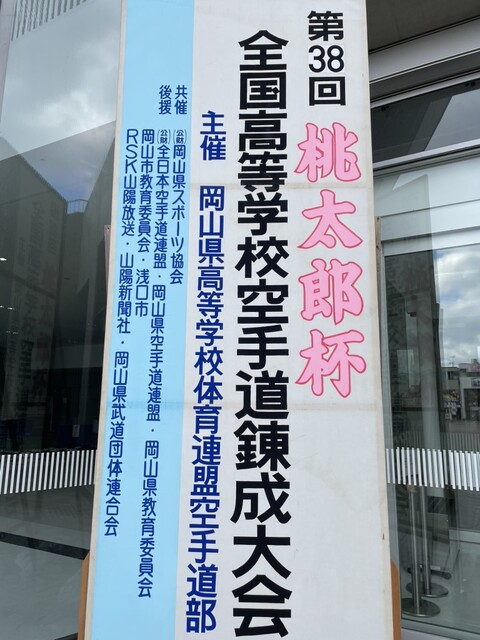 第38回 桃太郎杯
全国高等学校空手道錬成大会
主催 岡山県高等学校体育連盟空手道部
共催 (公財)岡山県スポーツ協会
後援 (公財)全日本空手道連盟・岡山県空手道連盟・岡山県教育委員会
岡山市教育委員会・浅口市
RSK山陽放送・山陽新聞社・岡山県武道団体連合会